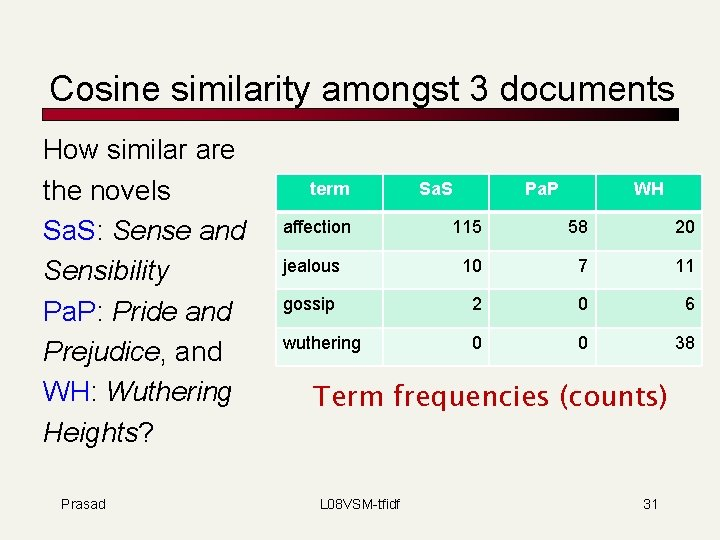 Cosine similarity amongst 3 documents
How similar are
the novels
Sa.S: Sense and
Sensibility
Pa.P: Pride and
Prejudice, and
WH: Wuthering
Heights?
term Sa.S Pa.P WH
affection 115 58 20
jealous 10 7 11
gossip 2 0 6
wuthering 0 0 38
Term frequencies (counts)
Prasad L08VSM-tfidf 31